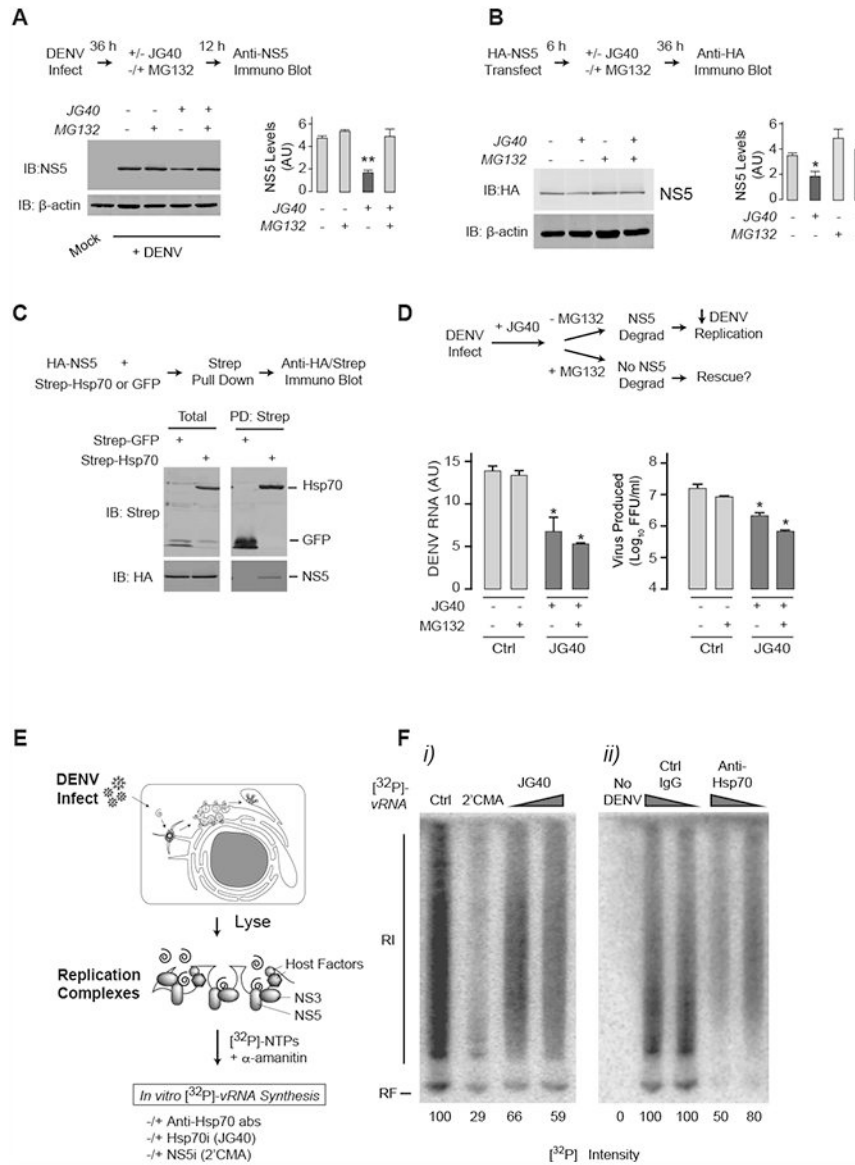 A
DENV 36 h +/- JG40 12 h Anti-NS5
Infect -/+ MG132 Immuno Blot
JG40 - - + +
MG132 - + - +
IB:NS5
IB: β-actin
Mock
+ DENV
NS5 Levels
(AU)
6
4
2
0
JG40 - - + +
MG132 - + - +
**
B
HA-NS5 6 h +/- JG40 36 h Anti-HA
Transfect -/+ MG132 Immuno Blot
JG40 - + - +
MG132 - - + +
IB:HA NS5
IB: β-actin
NS5 Levels
(AU)
6
4
2
0
*
JG40 - + -
MG132 - - +
C
HA-NS5 + Strep Anti-HA/Strep
Strep-Hsp70 or GFP Pull Down Immuno Blot
Total PD: Strep
Strep-GFP + +
Strep-Hsp70 + +
IB: Strep
Hsp70
GFP
IB: HA NS5
D
DENV
Infect
+ JG40
- MG132
NS5
Degrad
DENV
Replication
+ MG132
No NS5
Degrad
Rescue?
DENV RNA (AU)
15
10
5
0
* *
JG40 - - + +
MG132 - + - +
Ctrl JG40
Virus Produced
(Log10 FFU/ml)
8
7
6
5
4
* *
- - + +
- + - +
Ctrl JG40
E
DENV
Infect
Lyse
Replication
Complexes
Host Factors
NS3
NS5
[32P]-NTPs
+ α-amanitin
In vitro [32P]-vRNA Synthesis
-/+ Anti-Hsp70 abs
-/+ Hsp70i (JG40)
-/+ NS5i (2'CMA)
F
i)
[32P]-
vRNA
Ctrl 2'CMA JG40
ii)
No
DENV
Ctrl
IgG
Anti-
Hsp70
RI
RF
100 29 66 59 0 100 100 50 80
[32P] Intensity